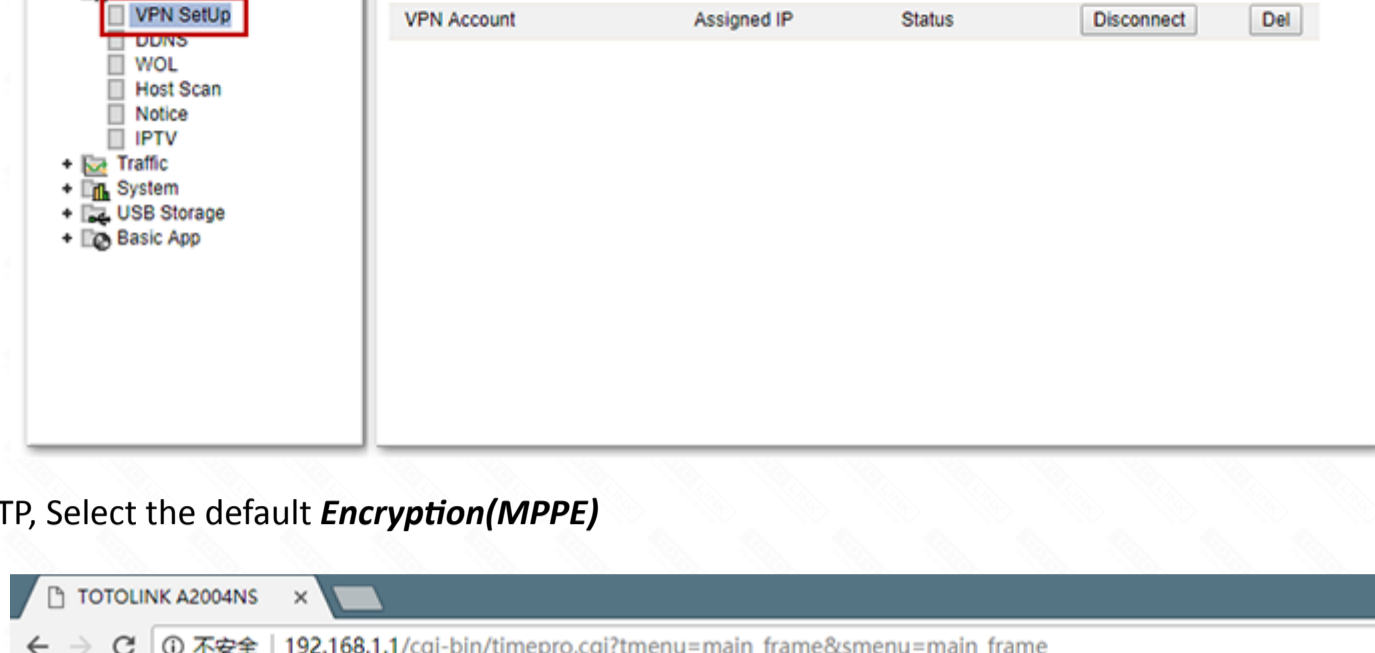 VPN SetUp
VPN Account Assigned IP Status Disconnect Del
DDNS
WOL
Host Scan
Notice
IPTV
Traffic
System
USB Storage
Basic App
TP, Select the default Encryption(MPPE)
TOTOLINK A2004NS
不安全 | 192.168.1.1/cgi-bin/timepro.cgi?tmenu=main_frame&smenu=main_frame